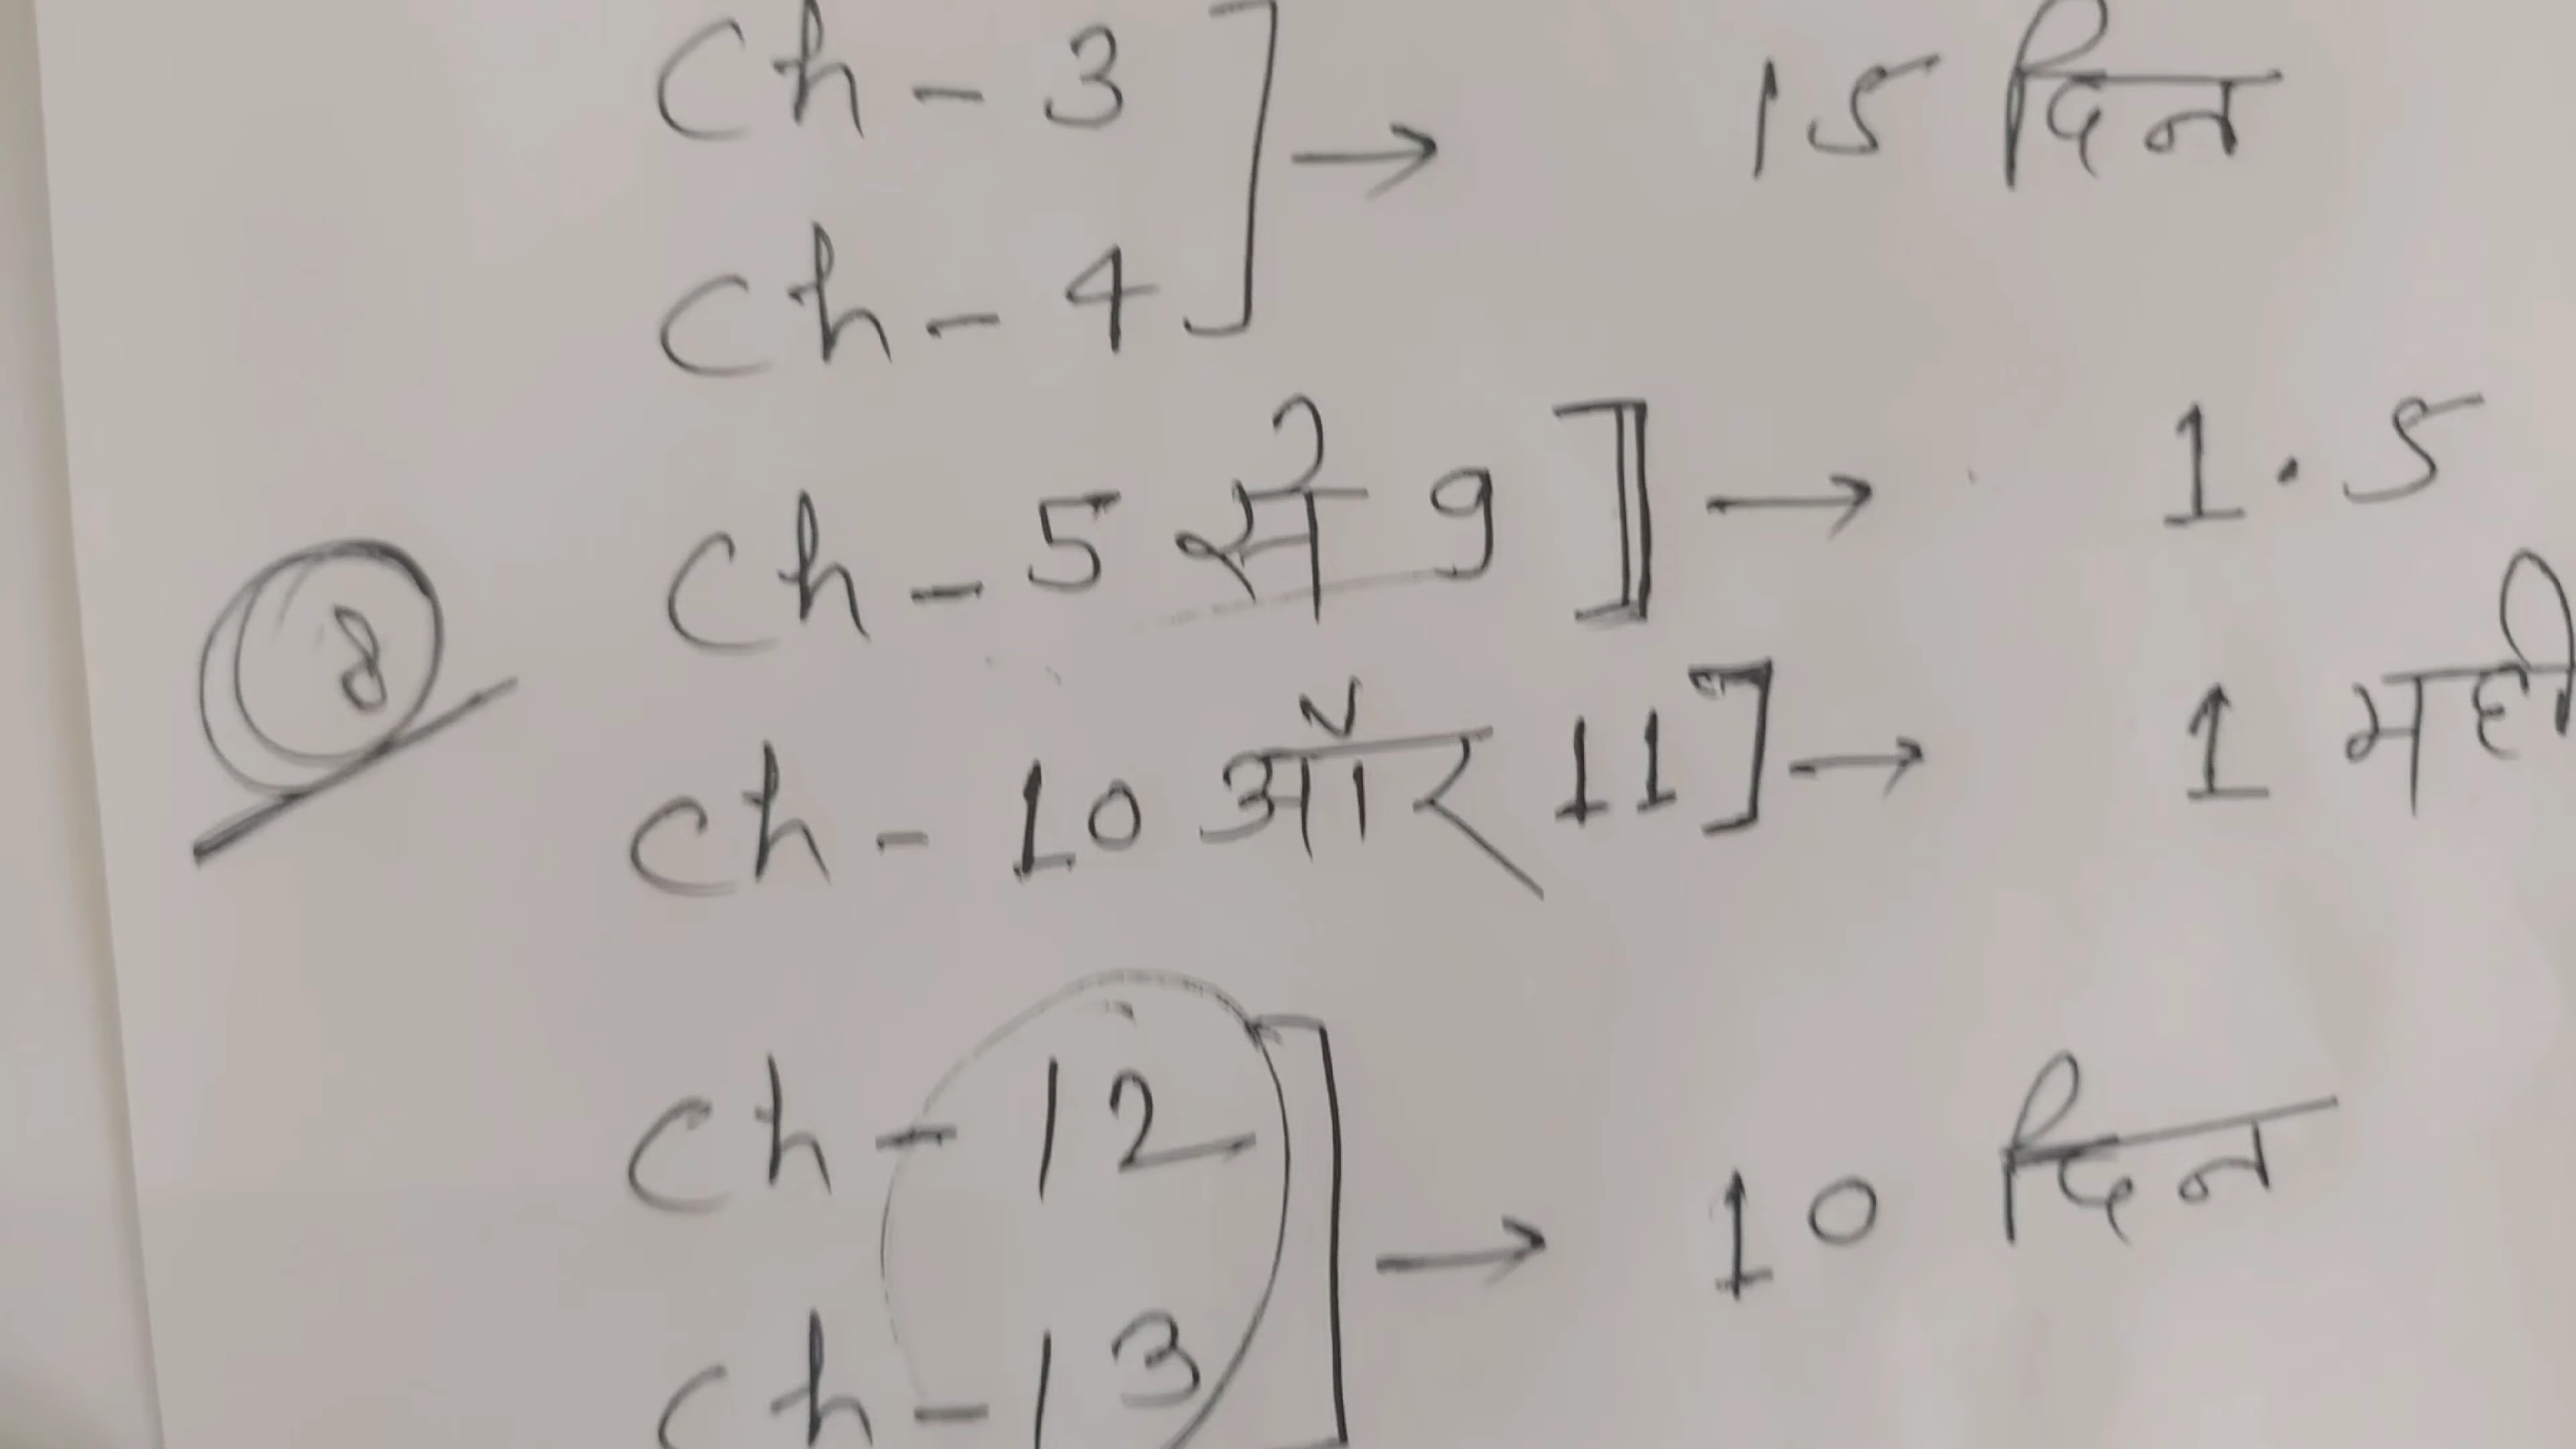 Ch - 3
15 दिन
Ch - 4
Ch - 5 से 9] → 1.5
8
Ch - 10 और 11] → 1 मही
Ch - 12
] → 10 दिन
Ch - 13